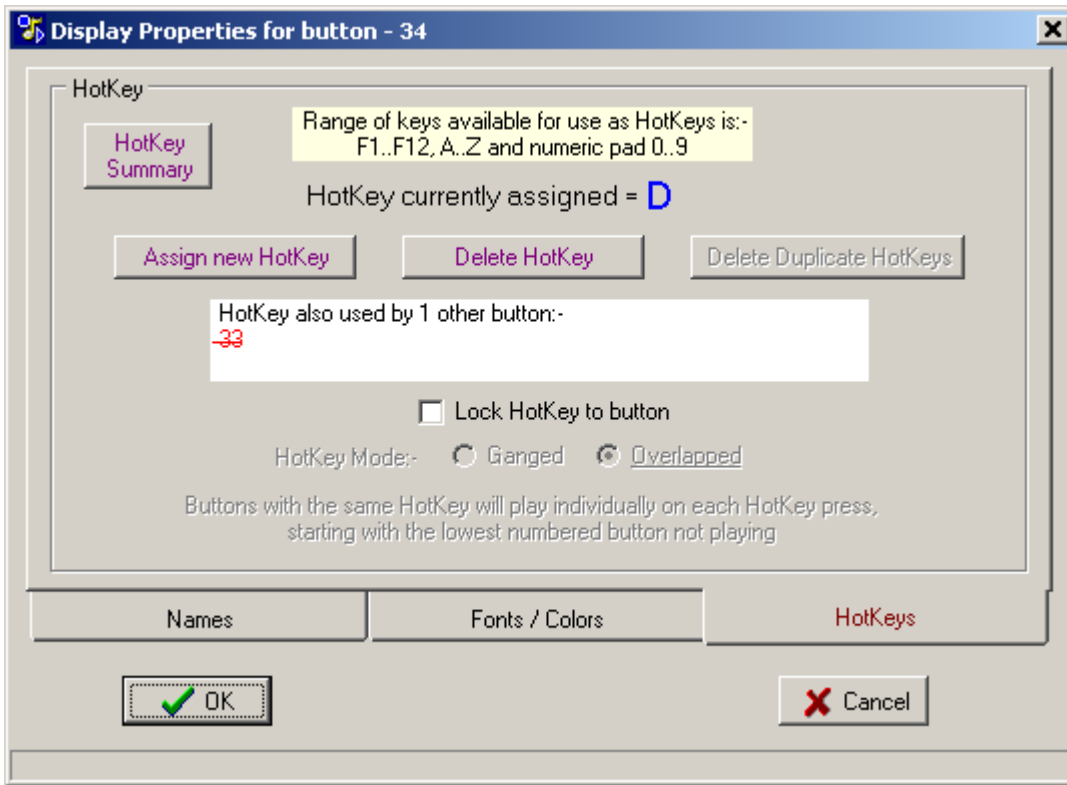 Display Properties for button - 34
HotKey
HotKey
Summary
Range of keys available for use as HotKeys is:-
F1..F12, A..Z and numeric pad 0..9
HotKey currently assigned = D
Assign new HotKey
Delete HotKey
Delete Duplicate HotKeys
HotKey also used by 1 other button:-
33
Lock HotKey to button
HotKey Mode:- Ganged Overlapped
Buttons with the same HotKey will play individually on each HotKey press,
starting with the lowest numbered button not playing
Names
Fonts / Colors
HotKeys
OK
Cancel